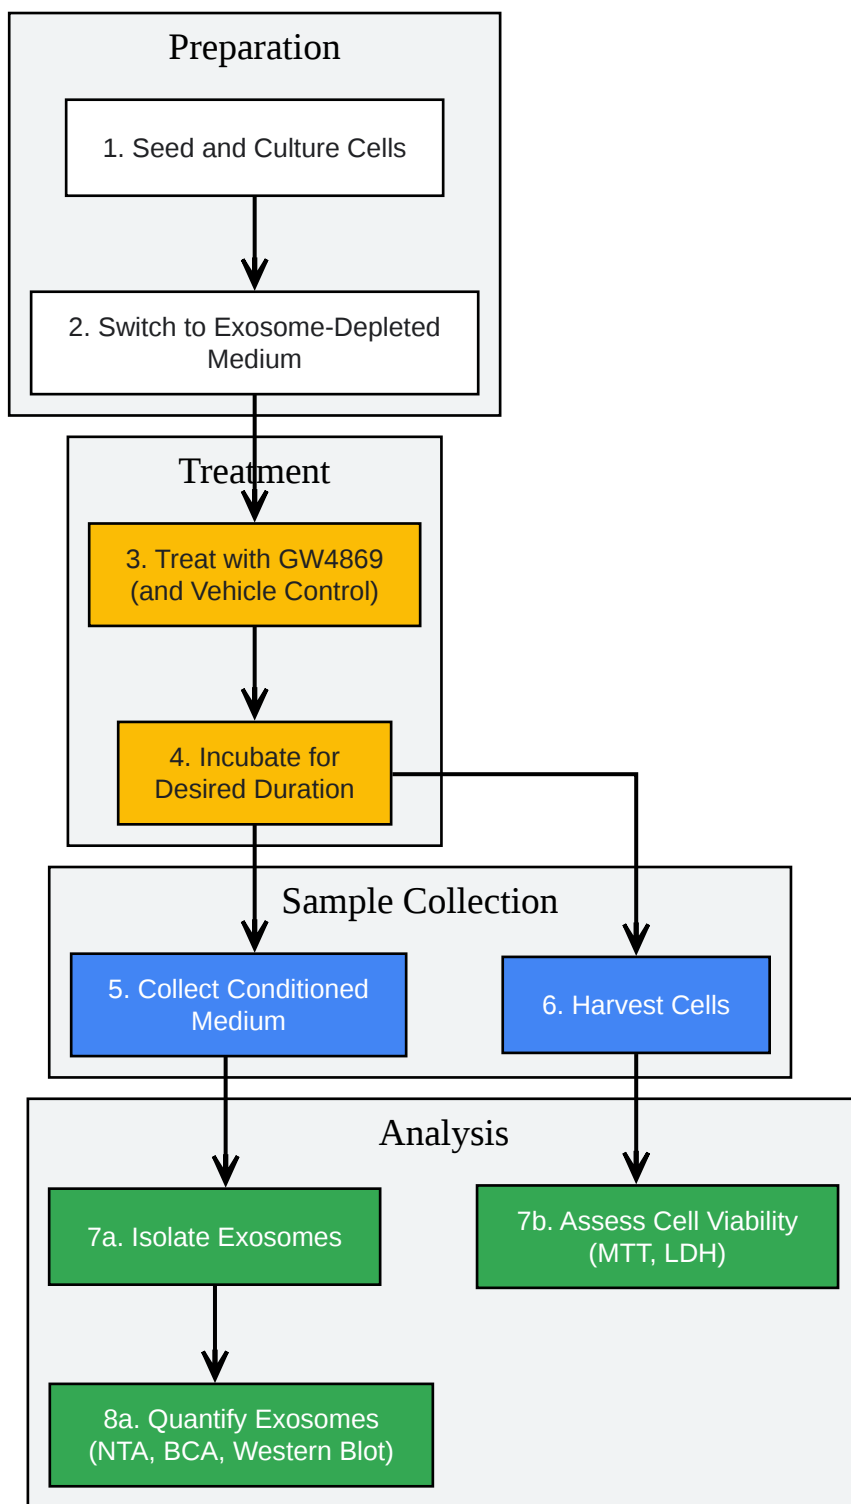 Preparation
1. Seed and Culture Cells
2. Switch to Exosome-Depleted
Medium
Treatment
3. Treat with GW4869
(and Vehicle Control)
4. Incubate for
Desired Duration
Sample Collection
5. Collect Conditioned
Medium
6. Harvest Cells
Analysis
7a. Isolate Exosomes
7b. Assess Cell Viability
(MTT, LDH)
8a. Quantify Exosomes
(NTA, BCA, Western Blot)